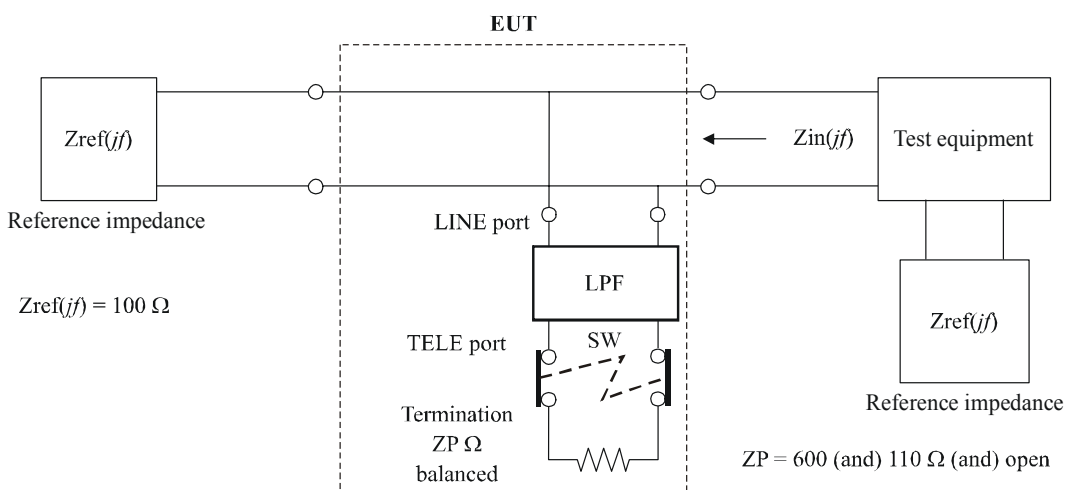 EUT
Zref(jf)
Zin(jf)
Test equipment
Reference impedance
LINE port
LPF
Zref(jf) = 100 Ω
Zref(jf)
TELE port
SW
Reference impedance
Termination
ZP Ω
balanced
ZP = 600 (and) 110 Ω (and) open